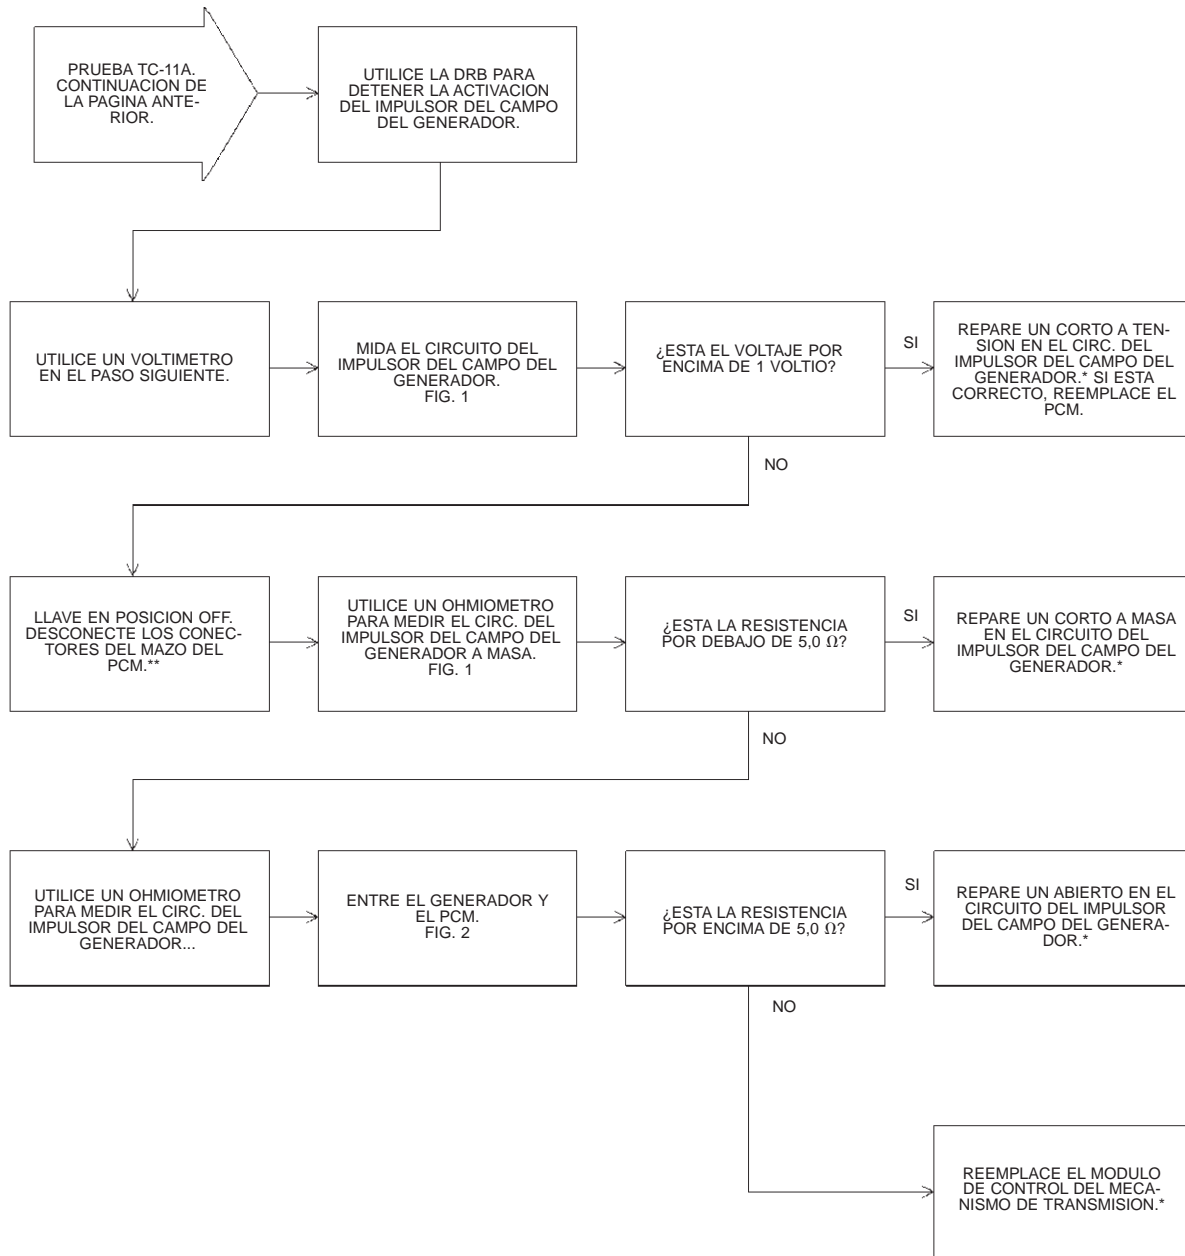 PRUEBA TC-11A.
CONTINUACION DE
LA PAGINA ANTE-
RIOR.
UTILICE LA DRB PARA
DETENER LA ACTIVACION
DEL IMPULSOR DEL CAMPO
DEL GENERADOR.
UTILICE UN VOLTIMETRO
EN EL PASO SIGUIENTE.
MIDA EL CIRCUITO DEL
IMPULSOR DEL CAMPO DEL
GENERADOR.
FIG. 1
¿ESTA EL VOLTAJE POR
ENCIMA DE 1 VOLTIO?
SI
REPARE UN CORTO A TEN-
SION EN EL CIRC. DEL
IMPULSOR DEL CAMPO DEL
GENERADOR.* SI ESTA
CORRECTO, REEMPLACE EL
PCM.
NO
LLAVE EN POSICION OFF.
DESCONECTE LOS CONEC-
TORES DEL MAZO DEL
PCM.**
UTILICE UN OHMIOMETRO
PARA MEDIR EL CIRC. DEL
IMPULSOR DEL CAMPO DEL
GENERADOR A MASA.
FIG. 1
¿ESTA LA RESISTENCIA
POR DEBAJO DE 5,0 Ω?
SI
REPARE UN CORTO A MASA
EN EL CIRCUITO DEL
IMPULSOR DEL CAMPO DEL
GENERADOR.*
NO
UTILICE UN OHMIOMETRO
PARA MEDIR EL CIRC. DEL
IMPULSOR DEL CAMPO DEL
GENERADOR...
ENTRE EL GENERADOR Y
EL PCM.
FIG. 2
¿ESTA LA RESISTENCIA
POR ENCIMA DE 5,0 Ω?
SI
REPARE UN ABIERTO EN EL
CIRCUITO DEL IMPULSOR
DEL CAMPO DEL GENERA-
DOR.*
NO
REEMPLACE EL MODULO
DE CONTROL DEL MECA-
NISMO DE TRANSMISION.*